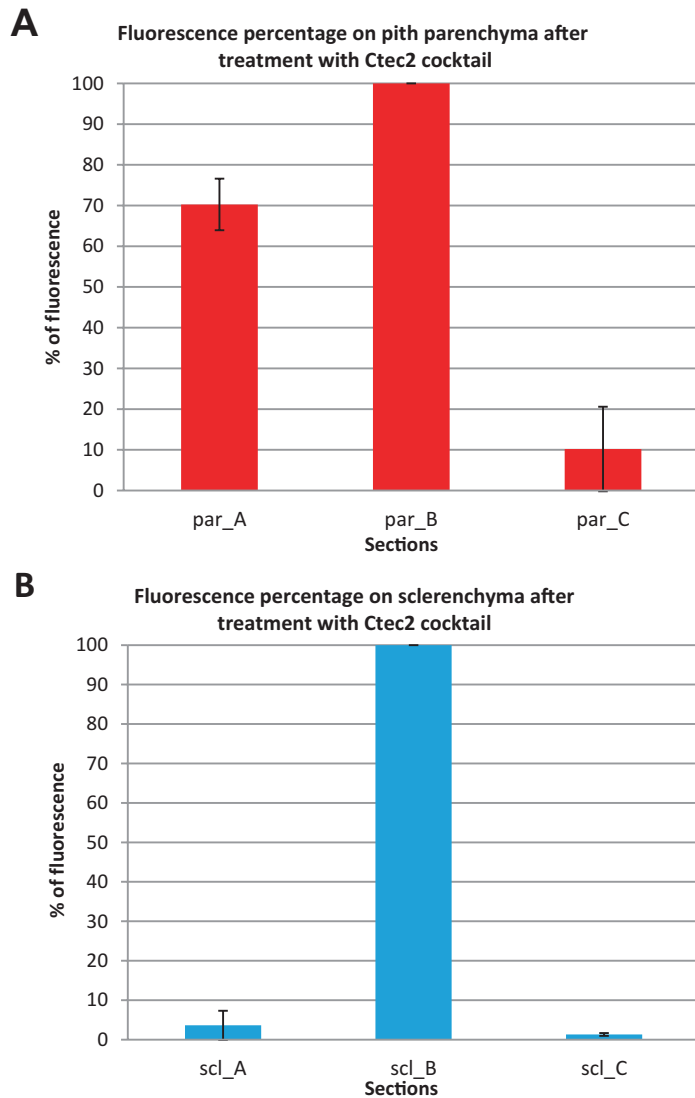 A
Fluorescence percentage on pith parenchyma after
treatment with Ctec2 cocktail
% of fluorescence
100
90
80
70
60
50
40
30
20
10
0
par_A par_B par_C
Sections
B
Fluorescence percentage on sclerenchyma after
treatment with Ctec2 cocktail
% of fluorescence
100
90
80
70
60
50
40
30
20
10
0
scl_A scl_B scl_C
Sections